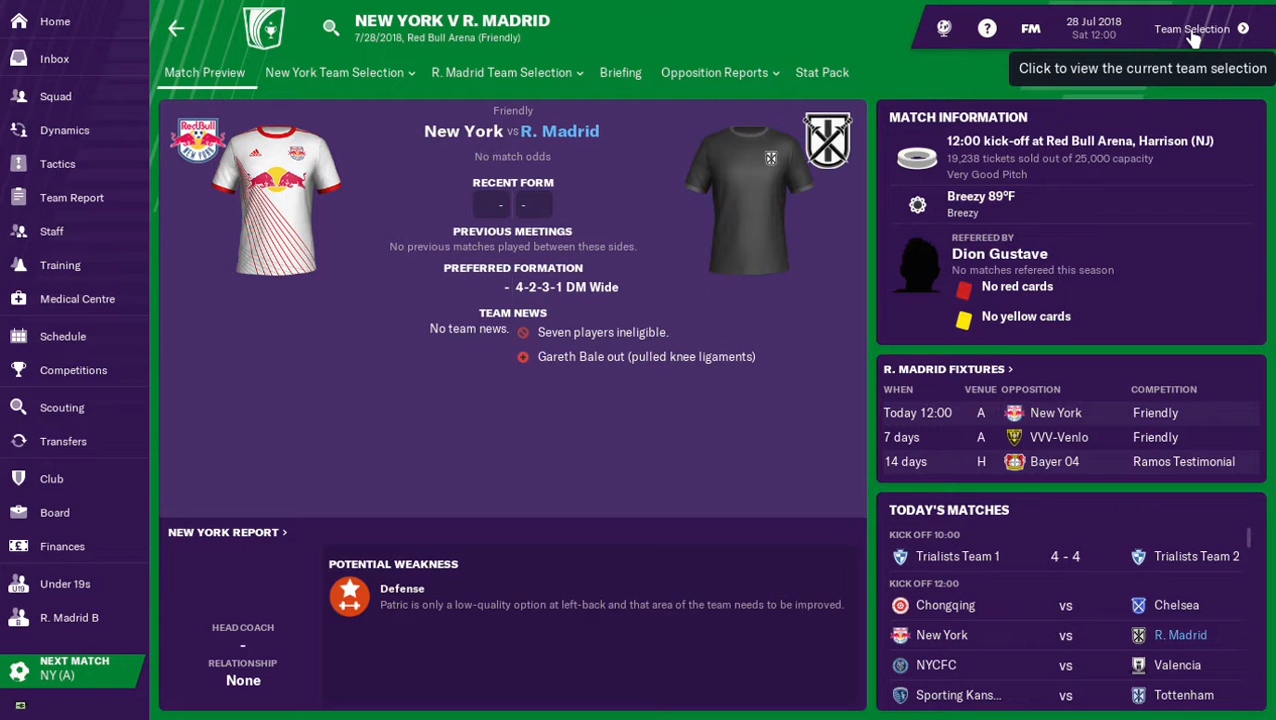 Home
Inbox
Squad
Dynamics
Tactics
Team Report
Staff
Training
Medical Centre
Schedule
Competitions
Scouting
Transfers
Club
Board
Finances
Under 19s
R. Madrid B
NEXT MATCH
NY (A)
NEW YORK V R. MADRID
7/28/2018, Red Bull Arena (Friendly)
FM
28 Jul 2018
Sat 12:00
Team Selection
Click to view the current team selection
Match Preview
New York Team Selection
R. Madrid Team Selection
Briefing
Opposition Reports
Stat Pack
Friendly
New York vs R. Madrid
No match odds
RECENT FORM
- -
PREVIOUS MEETINGS
No previous matches played between these sides.
PREFERRED FORMATION
- 4-2-3-1 DM Wide
TEAM NEWS
No team news.
Seven players ineligible.
Gareth Bale out (pulled knee ligaments)
NEW YORK REPORT >
HEAD COACH
-
RELATIONSHIP
None
POTENTIAL WEAKNESS
Defense
Patric is only a low-quality option at left-back and that area of the team needs to be improved.
MATCH INFORMATION
12:00 kick-off at Red Bull Arena, Harrison (NJ)
19,238 tickets sold out of 25,000 capacity
Very Good Pitch
Breezy 89°F
Breezy
REFEREED BY
Dion Gustave
No matches refereed this season
No red cards
No yellow cards
R. MADRID FIXTURES >
WHEN VENUE OPPOSITION COMPETITION
Today 12:00 A New York Friendly
7 days A VVV-Venlo Friendly
14 days H Bayer 04 Ramos Testimonial
TODAY'S MATCHES
KICK OFF 10:00
Trialists Team 1 4 - 4 Trialists Team 2
KICK OFF 12:00
Chongqing vs Chelsea
New York vs R. Madrid
NYCFC vs Valencia
Sporting Kans... vs Tottenham